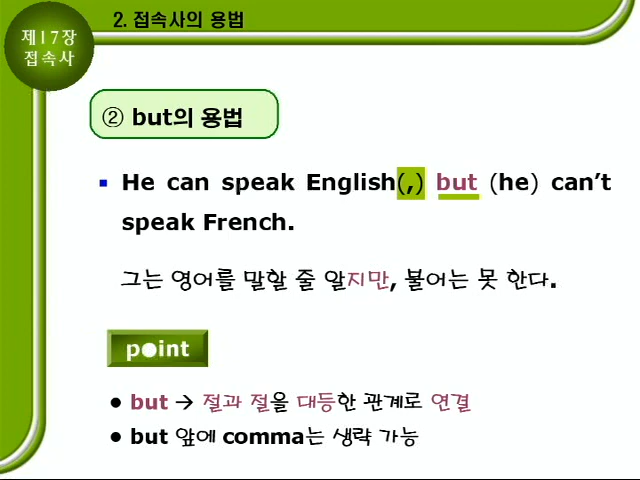 2. 접속사의 용법
제17장
접속사
② but의 용법
He can speak English(,) but (he) can't
speak French.
그는 영어를 말할 줄 알지만, 불어는 못 한다.
point
● but → 절과 절을 대등한 관계로 연결
● but 앞에 comma는 생략 가능